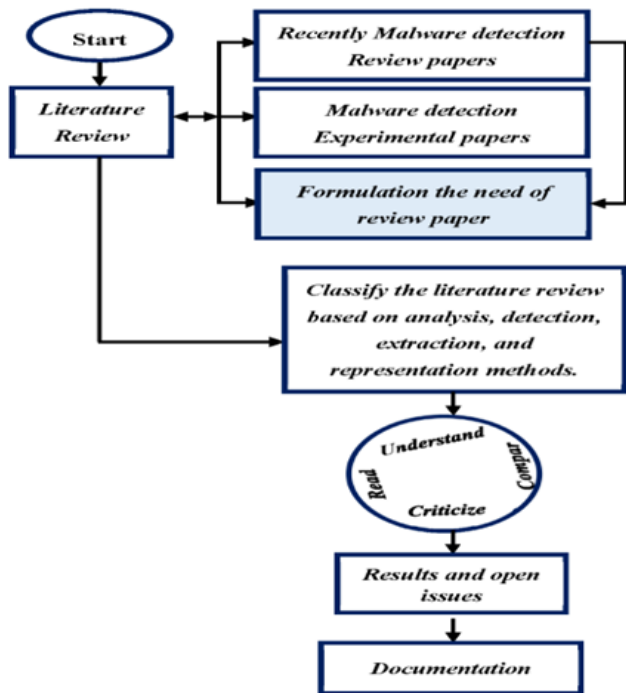 Start
Literature
Review
Recently Malware detection
Review papers
Malware detection
Experimental papers
Formulation the need of
review paper
Classify the literature review
based on analysis, detection,
extraction, and
representation methods.
Understand
Read
Compar
Criticize
Results and open
issues
Documentation